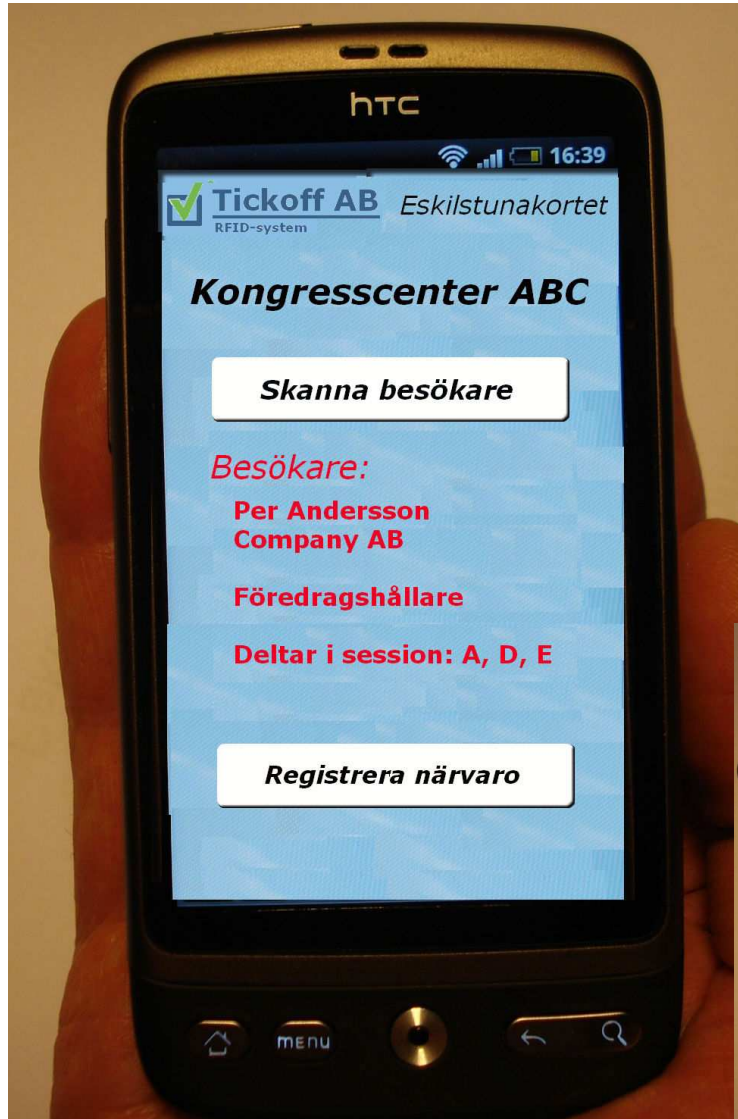 hTC
16:39
Tickoff AB
RFID-system
Eskilstunakortet
Kongresscenter ABC
Skanna besökare
Besökare:
Per Andersson
Company AB
Föredragshållare
Deltar i session: A, D, E
Registrera närvaro
menu